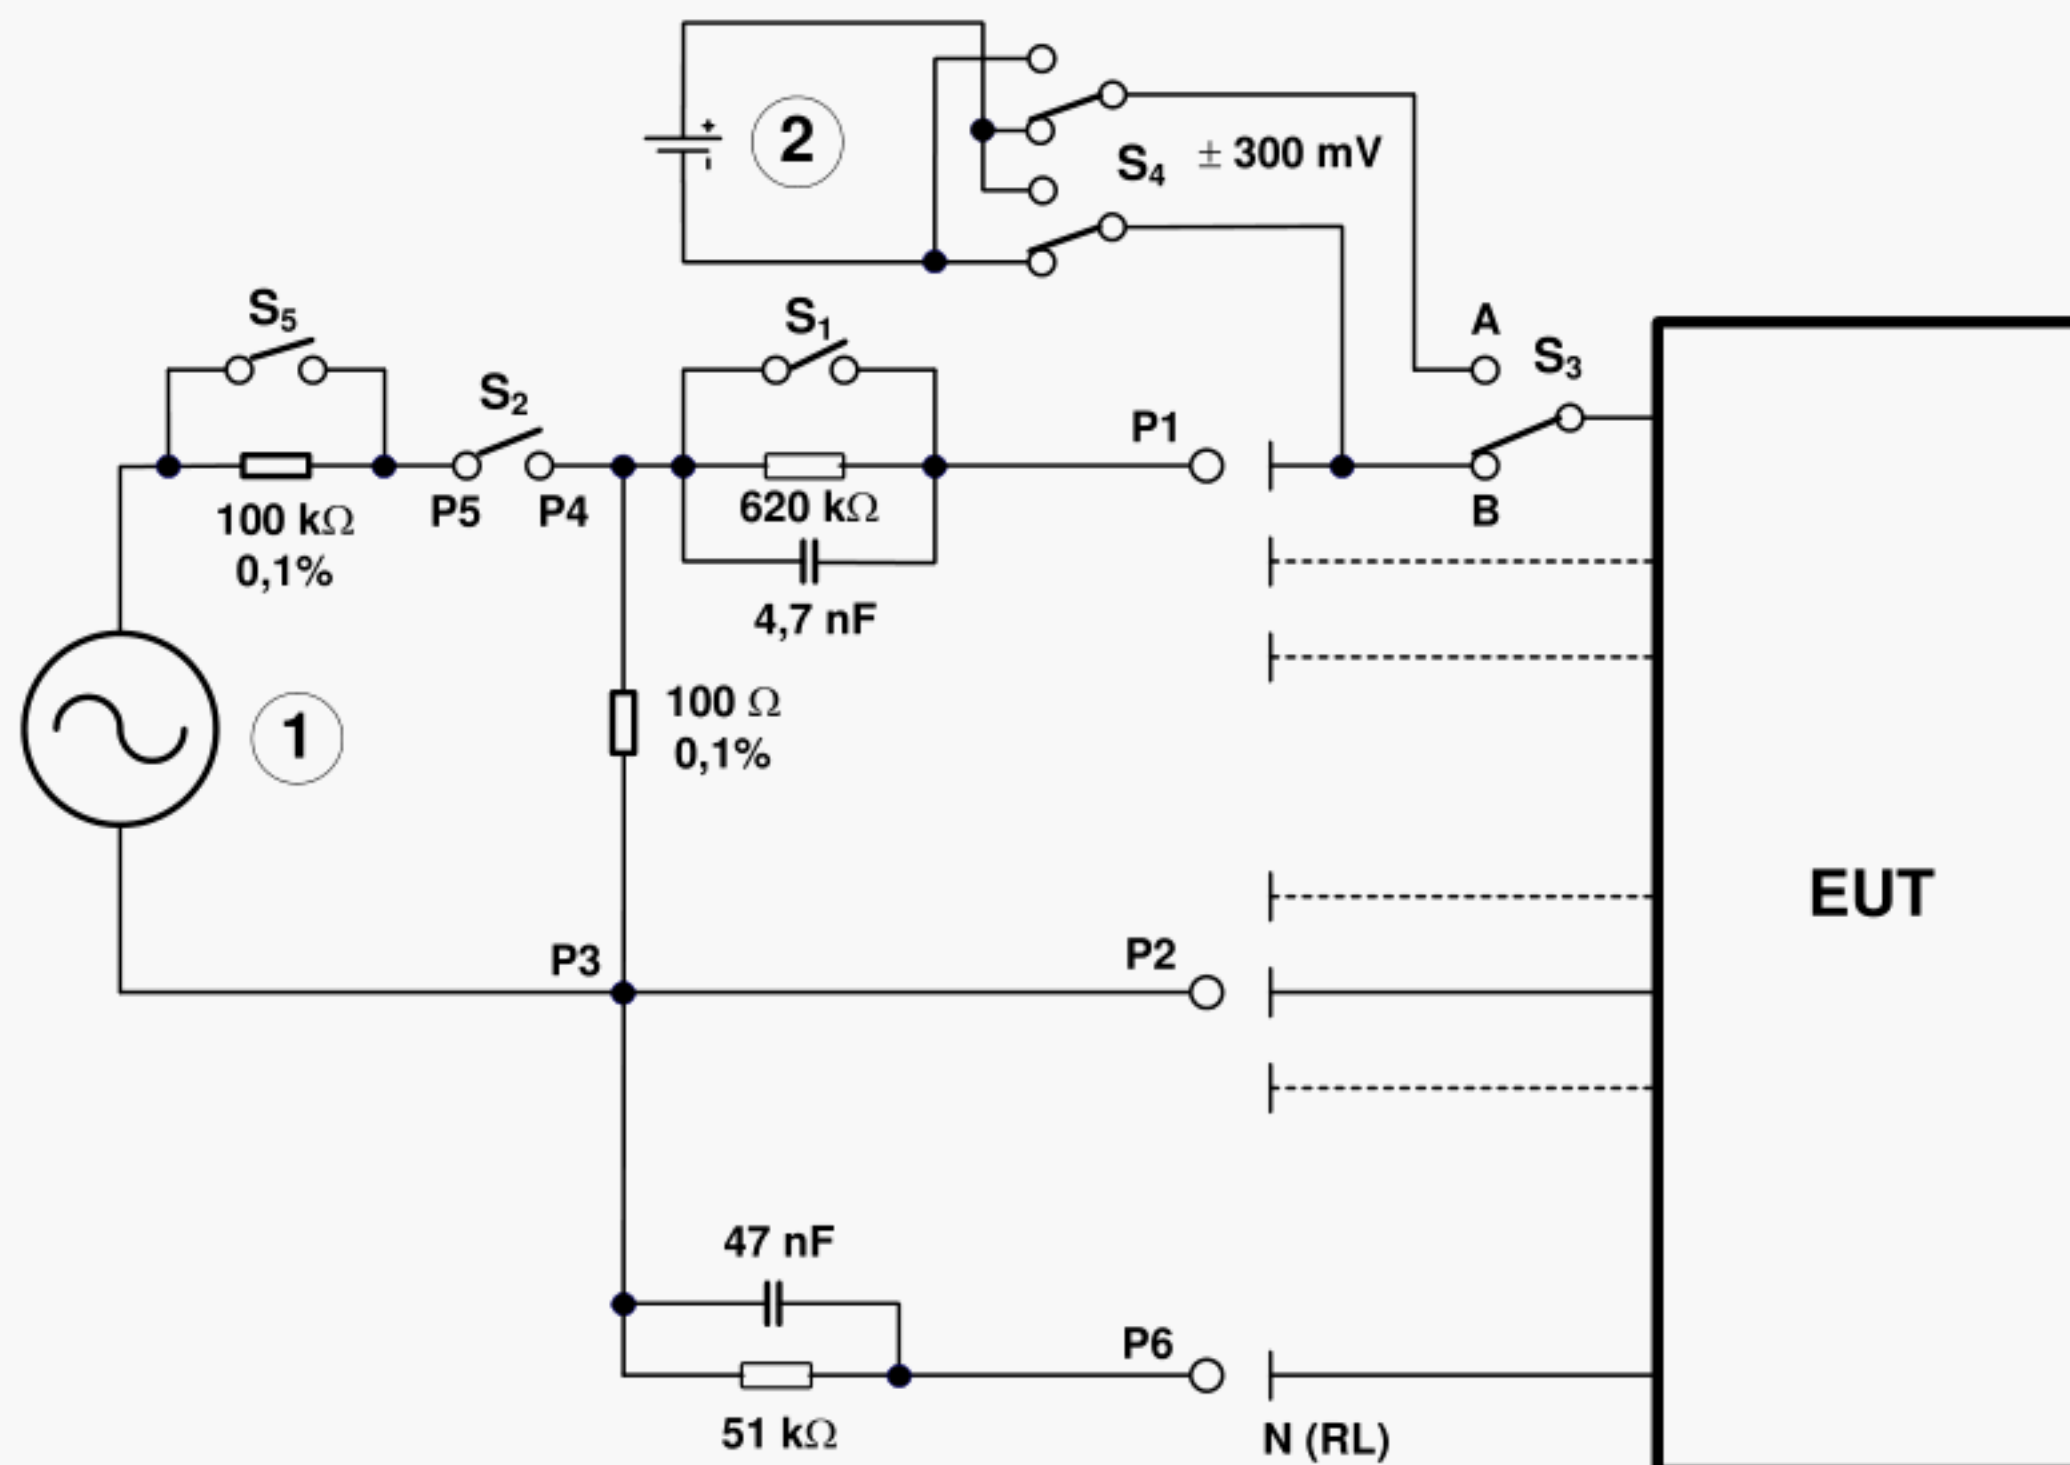 +
-
2
S4 ± 300 mV
S5
S1
A
S3
S2
P1
P5 P4
620 kΩ
B
100 kΩ
0,1%
4,7 nF
1
100 Ω
0,1%
EUT
P3
P2
47 nF
P6
51 kΩ
N (RL)